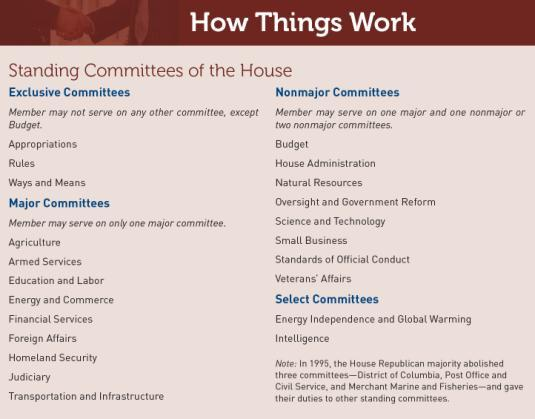 How Things Work
Standing Committees of the House
Exclusive Committees
Member may not serve on any other committee, except
Budget.
Appropriations
Rules
Ways and Means
Major Committees
Member may serve on only one major committee.
Agriculture
Armed Services
Education and Labor
Energy and Commerce
Financial Services
Foreign Affairs
Homeland Security
Judiciary
Transportation and Infrastructure
Nonmajor Committees
Member may serve on one major and one nonmajor or
two nonmajor committees.
Budget
House Administration
Natural Resources
Oversight and Government Reform
Science and Technology
Small Business
Standards of Official Conduct
Veterans’ Affairs
Select Committees
Energy Independence and Global Warming
Intelligence
Note: In 1995, the House Republican majority abolished
three committees—District of Columbia, Post Office and
Civil Service, and Merchant Marine and Fisheries—and gave
their duties to other standing committees.